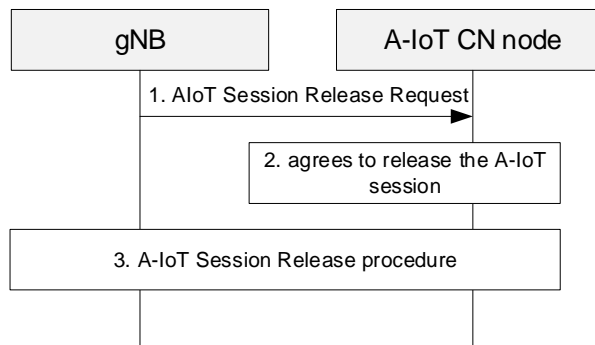 gNB
A-IoT CN node
1. AIoT Session Release Request
2. agrees to release the A-IoT
session
3. A-IoT Session Release procedure